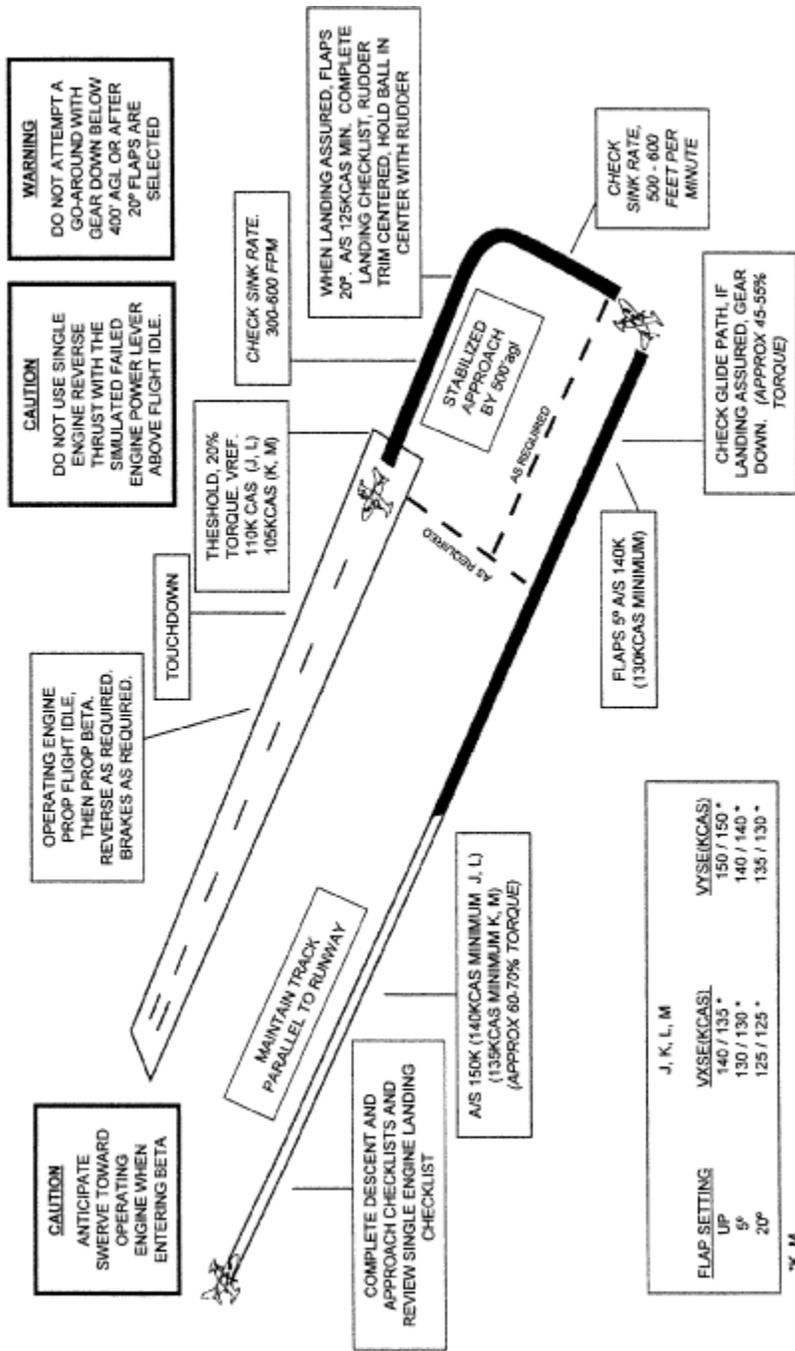 CAUTION
ANTICIPATE
SWERVE TOWARD
OPERATING
ENGINE WHEN
ENTERING BETA
OPERATING ENGINE
PROP FLIGHT IDLE,
THEN PROP BETA.
REVERSE AS REQUIRED.
BRAKES AS REQUIRED.
CAUTION
DO NOT USE SINGLE
ENGINE REVERSE
THRUST WITH THE
SIMULATED FAILED
ENGINE POWER LEVER
ABOVE FLIGHT IDLE.
WARNING
DO NOT ATTEMPT A
GO-AROUND WITH
GEAR DOWN BELOW
400' AGL OR AFTER
20º FLAPS ARE
SELECTED
TOUCHDOWN
THESHOLD, 20%
TORQUE. VREF.
110K CAS (J, L)
105KCAS (K, M)
CHECK SINK RATE.
300-600 FPM
WHEN LANDING ASSURED, FLAPS
20º. A/S 125KCAS MIN. COMPLETE
LANDING CHECKLIST, RUDDER
TRIM CENTERED, HOLD BALL IN
CENTER WITH RUDDER
MAINTAIN TRACK
PARALLEL TO RUNWAY
AS REQUIRED
AS REQUIRED
STABILIZED
APPROACH
BY 500'agl
CHECK
SINK RATE,
500 - 600
FEET PER
MINUTE
COMPLETE DESCENT AND
APPROACH CHECKLISTS AND
REVIEW SINGLE ENGINE LANDING
CHECKLIST
A/S 150K (140KCAS MINIMUM J, L)
(135KCAS MINIMUM K, M)
(APPROX 60-70% TORQUE)
FLAPS 5º A/S 140K
(130KCAS MINIMUM)
CHECK GLIDE PATH, IF
LANDING ASSURED, GEAR
DOWN. (APPROX 45-55%
TORQUE)
J, K, L, M
FLAP SETTING VXSE(KCAS) VYSE(KCAS)
UP 140 / 135 * 150 / 150 *
5º 130 / 130 * 140 / 140 *
20º 125 / 125 * 135 / 130 *
*K, M